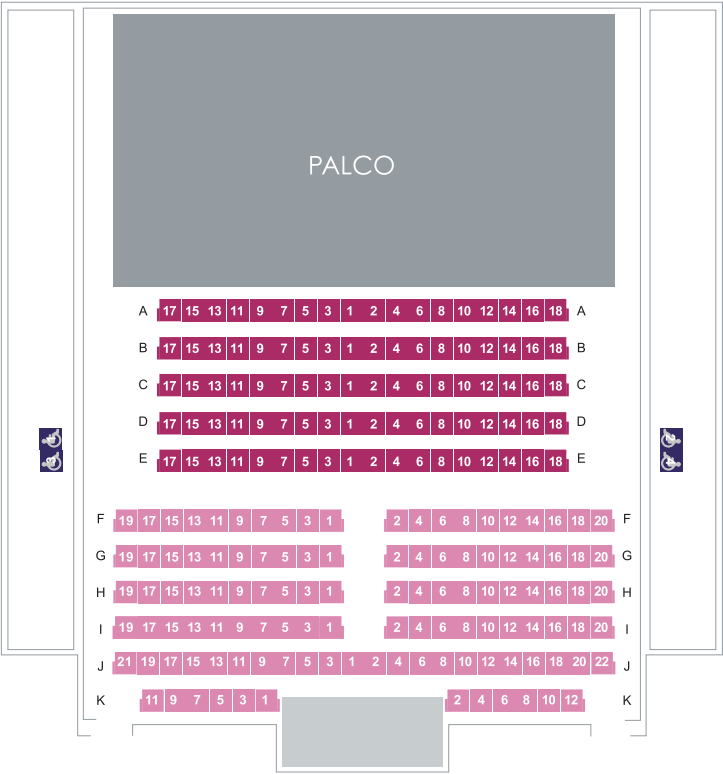 PALCO
A 17 15 13 11 9 7 5 3 1 2 4 6 8 10 12 14 16 18 A
B 17 15 13 11 9 7 5 3 1 2 4 6 8 10 12 14 16 18 B
C 17 15 13 11 9 7 5 3 1 2 4 6 8 10 12 14 16 18 C
D 17 15 13 11 9 7 5 3 1 2 4 6 8 10 12 14 16 18 D
E 17 15 13 11 9 7 5 3 1 2 4 6 8 10 12 14 16 18 E
F 19 17 15 13 11 9 7 5 3 1 2 4 6 8 10 12 14 16 18 20 F
G 19 17 15 13 11 9 7 5 3 1 2 4 6 8 10 12 14 16 18 20 G
H 19 17 15 13 11 9 7 5 3 1 2 4 6 8 10 12 14 16 18 20 H
I 19 17 15 13 11 9 7 5 3 1 2 4 6 8 10 12 14 16 18 20 I
J 21 19 17 15 13 11 9 7 5 3 1 2 4 6 8 10 12 14 16 18 20 22 J
K 11 9 7 5 3 1 2 4 6 8 10 12 K